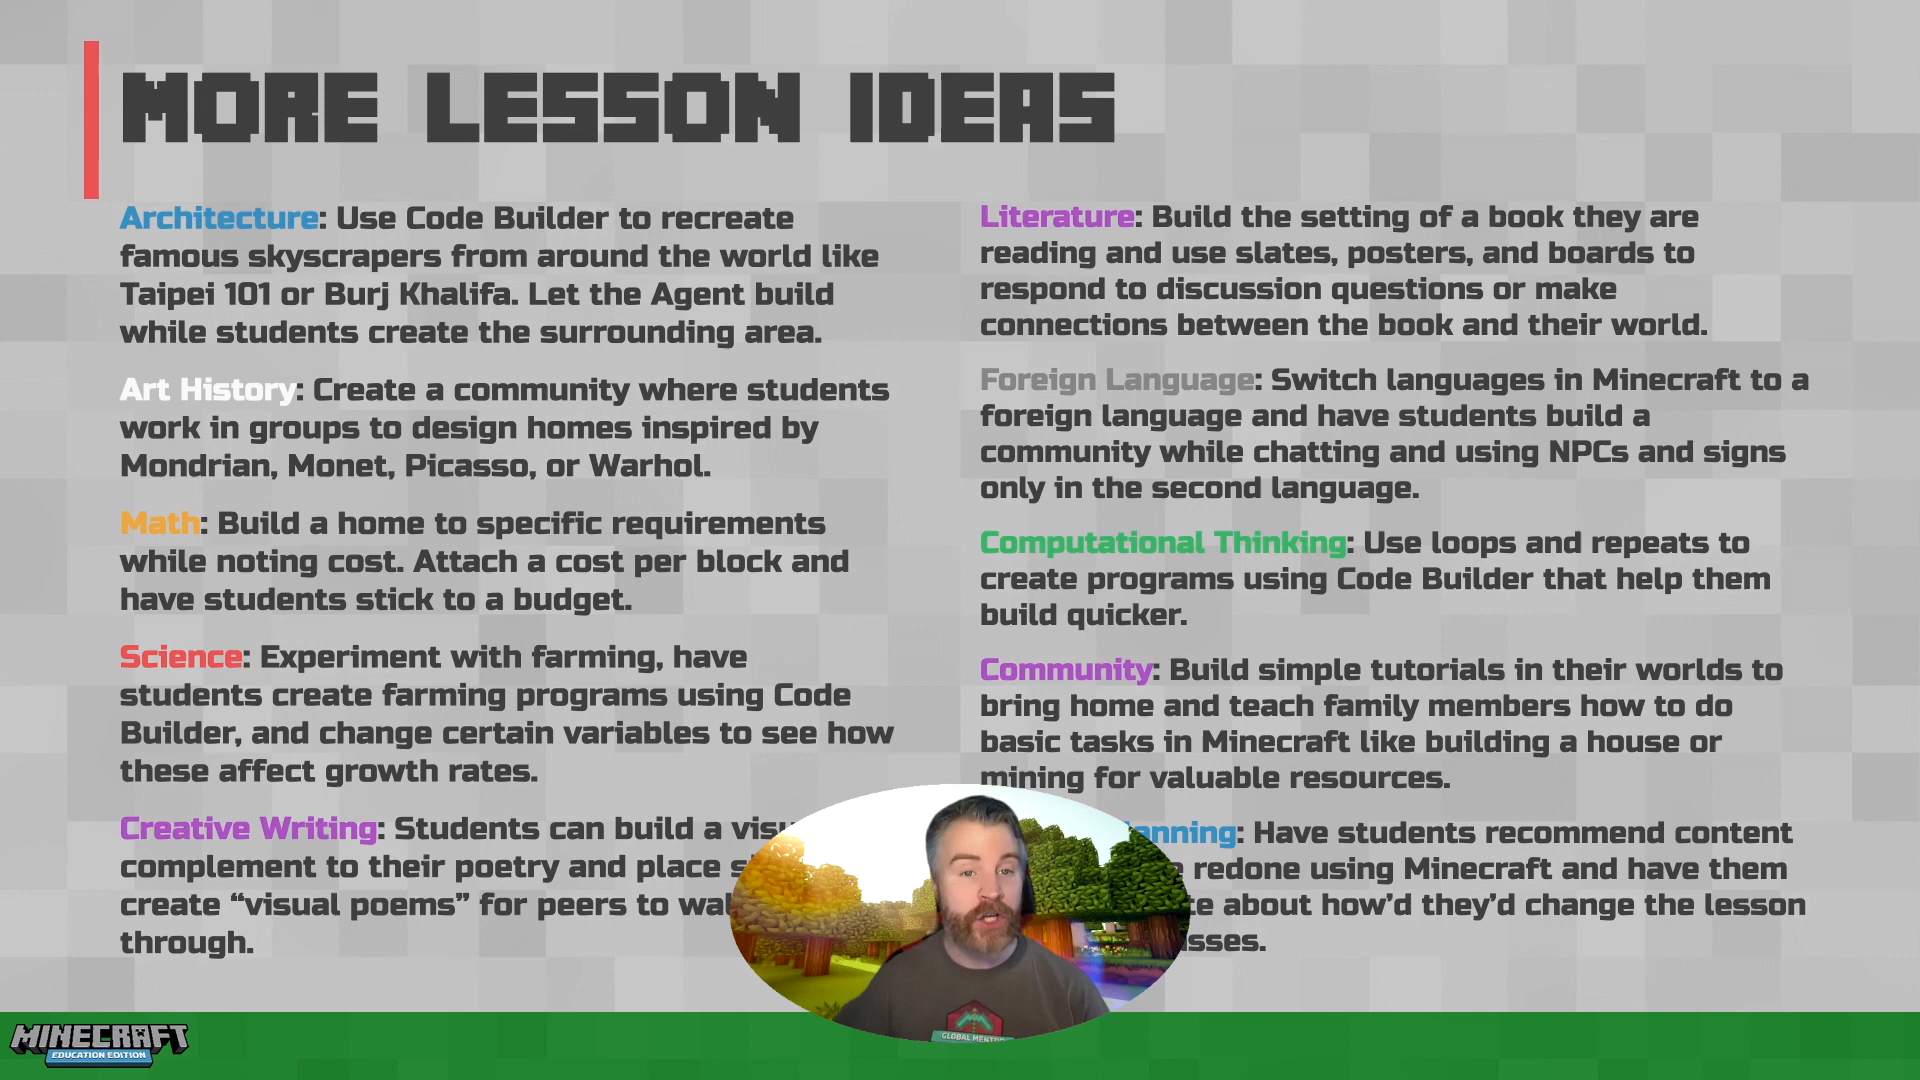 MORE LESSON IDEAS
Architecture: Use Code Builder to recreate
famous skyscrapers from around the world like
Taipei 101 or Burj Khalifa. Let the Agent build
while students create the surrounding area.
Art History: Create a community where students
work in groups to design homes inspired by
Mondrian, Monet, Picasso, or Warhol.
Math: Build a home to specific requirements
while noting cost. Attach a cost per block and
have students stick to a budget.
Science: Experiment with farming, have
students create farming programs using Code
Builder, and change certain variables to see how
these affect growth rates.
Creative Writing: Students can build a
complement to their poetry and place
create “visual poems” for peers to
through.
Literature: Build the setting of a book they are
reading and use slates, posters, and boards to
respond to discussion questions or make
connections between the book and their world.
Foreign Language: Switch languages in Minecraft to a
foreign language and have students build a
community while chatting and using NPCs and signs
only in the second language.
Computational Thinking: Use loops and repeats to
create programs using Code Builder that help them
build quicker.
Community: Build simple tutorials in their worlds to
bring home and teach family members how to do
basic tasks in Minecraft like building a house or
mining for valuable resources.
: Have students recommend content
redone using Minecraft and have them
about how’d they’d change the lesson
MINECRAFT
EDUCATION EDITION
GLOBAL